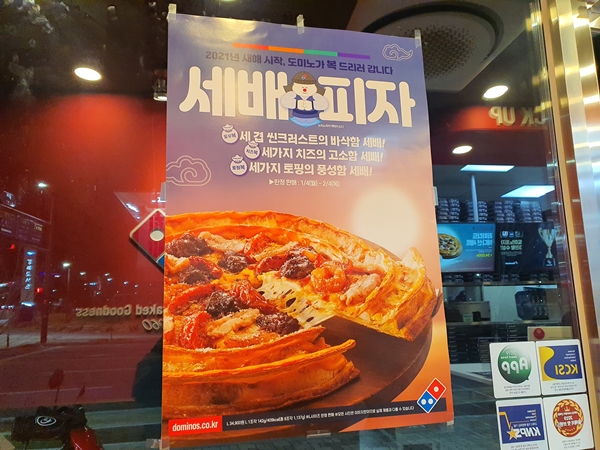 2021년 새해 시작, 도미노가 복 드리러 갑니다
세배 피자
세 겹 씬크러스트의 바삭함 세배!
세가지 치즈의 고소함 세배!
세가지 토핑의 풍성함 세배!
▶한정 판매 : 1/4(월) ~ 2/4(목)
CK UP
Baked Goodness
dominos.co.kr
App
KCSI
KNPS